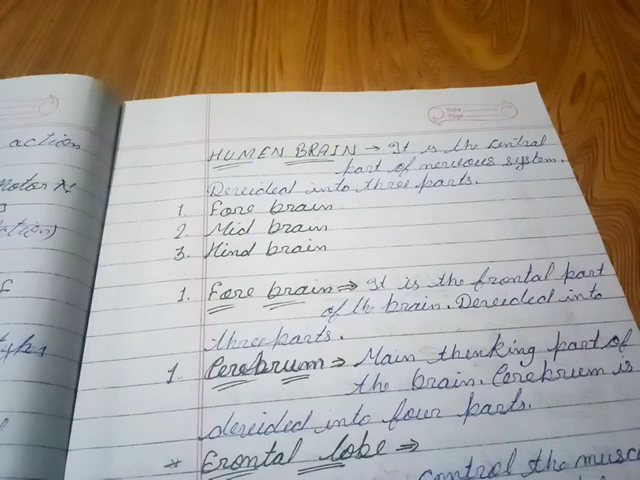 action
Motor
HUMEN BRAIN → It is the central
part of nerveous system.
Dereided into three parts.
1. Fore brain
2. Mid brain
3. Hind brain
1. Fore brain ⇒ It is the frontal part
of the brain. Dereided into
three parts.
1. Cerebrum ⇒ Main thinking part of
the brain. Cerebrum is
dereided into four parts.
* Frontal lobe ⇒
control the musc